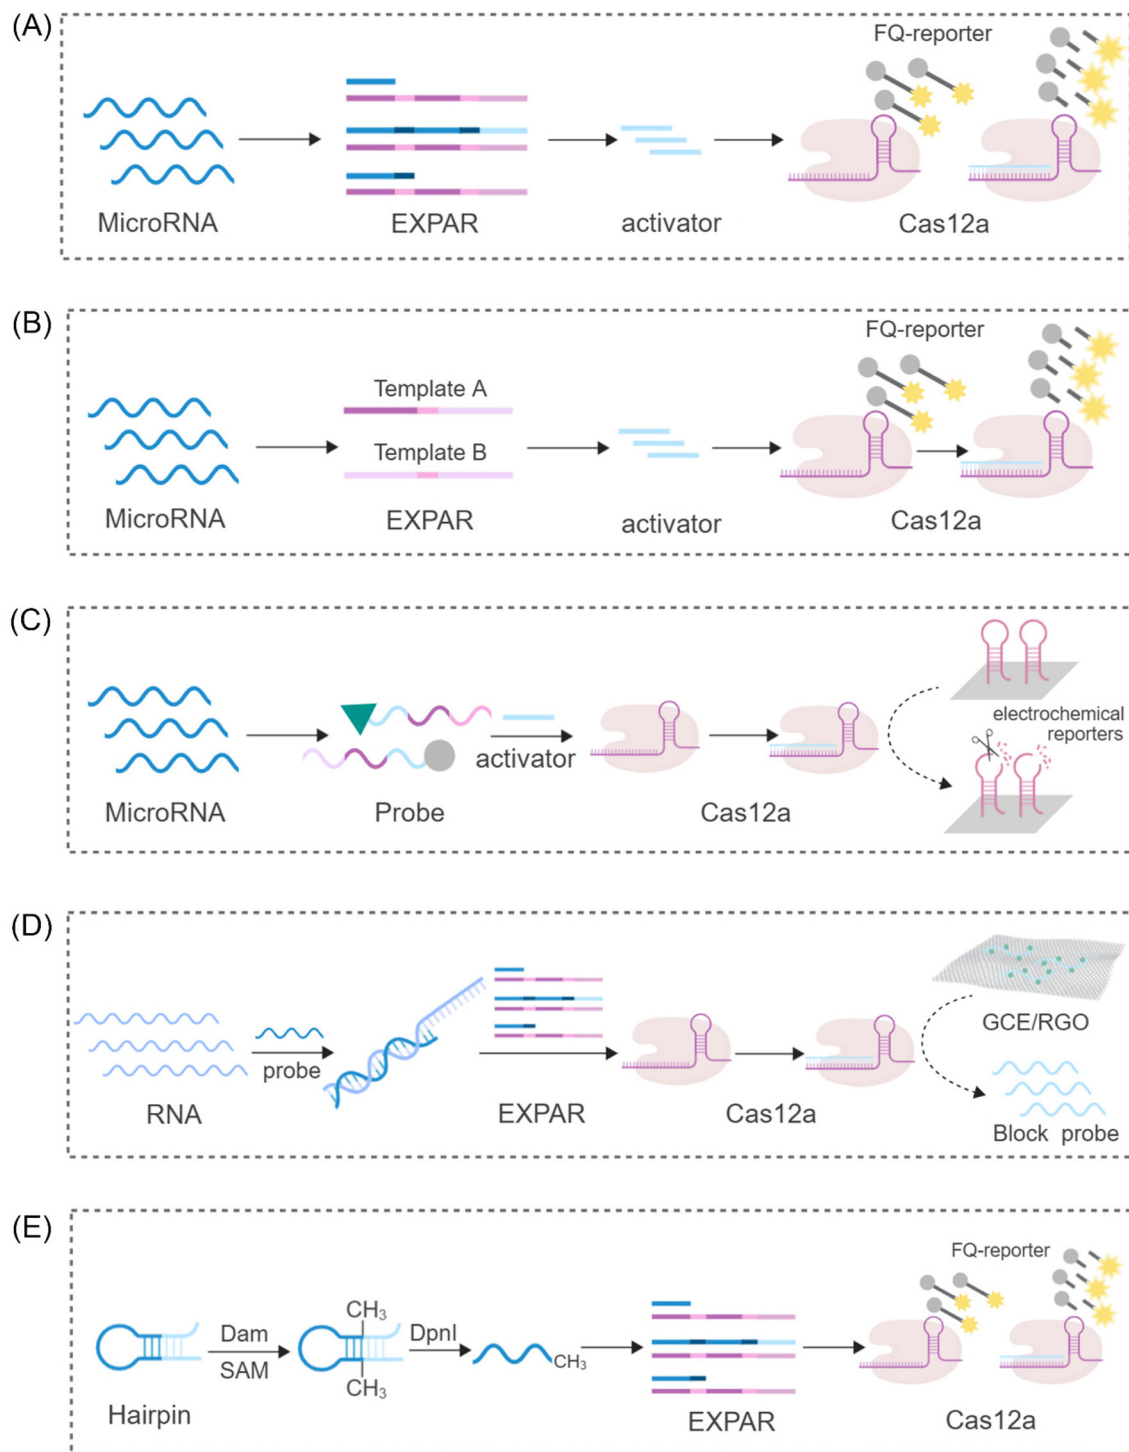 (A)
FQ-reporter
MicroRNA
EXPAR
activator
Cas12a
(B)
FQ-reporter
Template A
Template B
MicroRNA
EXPAR
activator
Cas12a
(C)
electrochemical
reporters
activator
MicroRNA
Probe
Cas12a
(D)
GCE/RGO
probe
RNA
EXPAR
Cas12a
Block probe
(E)
FQ-reporter
CH3
Dam
DpnI
SAM
CH3
CH3
Hairpin
EXPAR
Cas12a